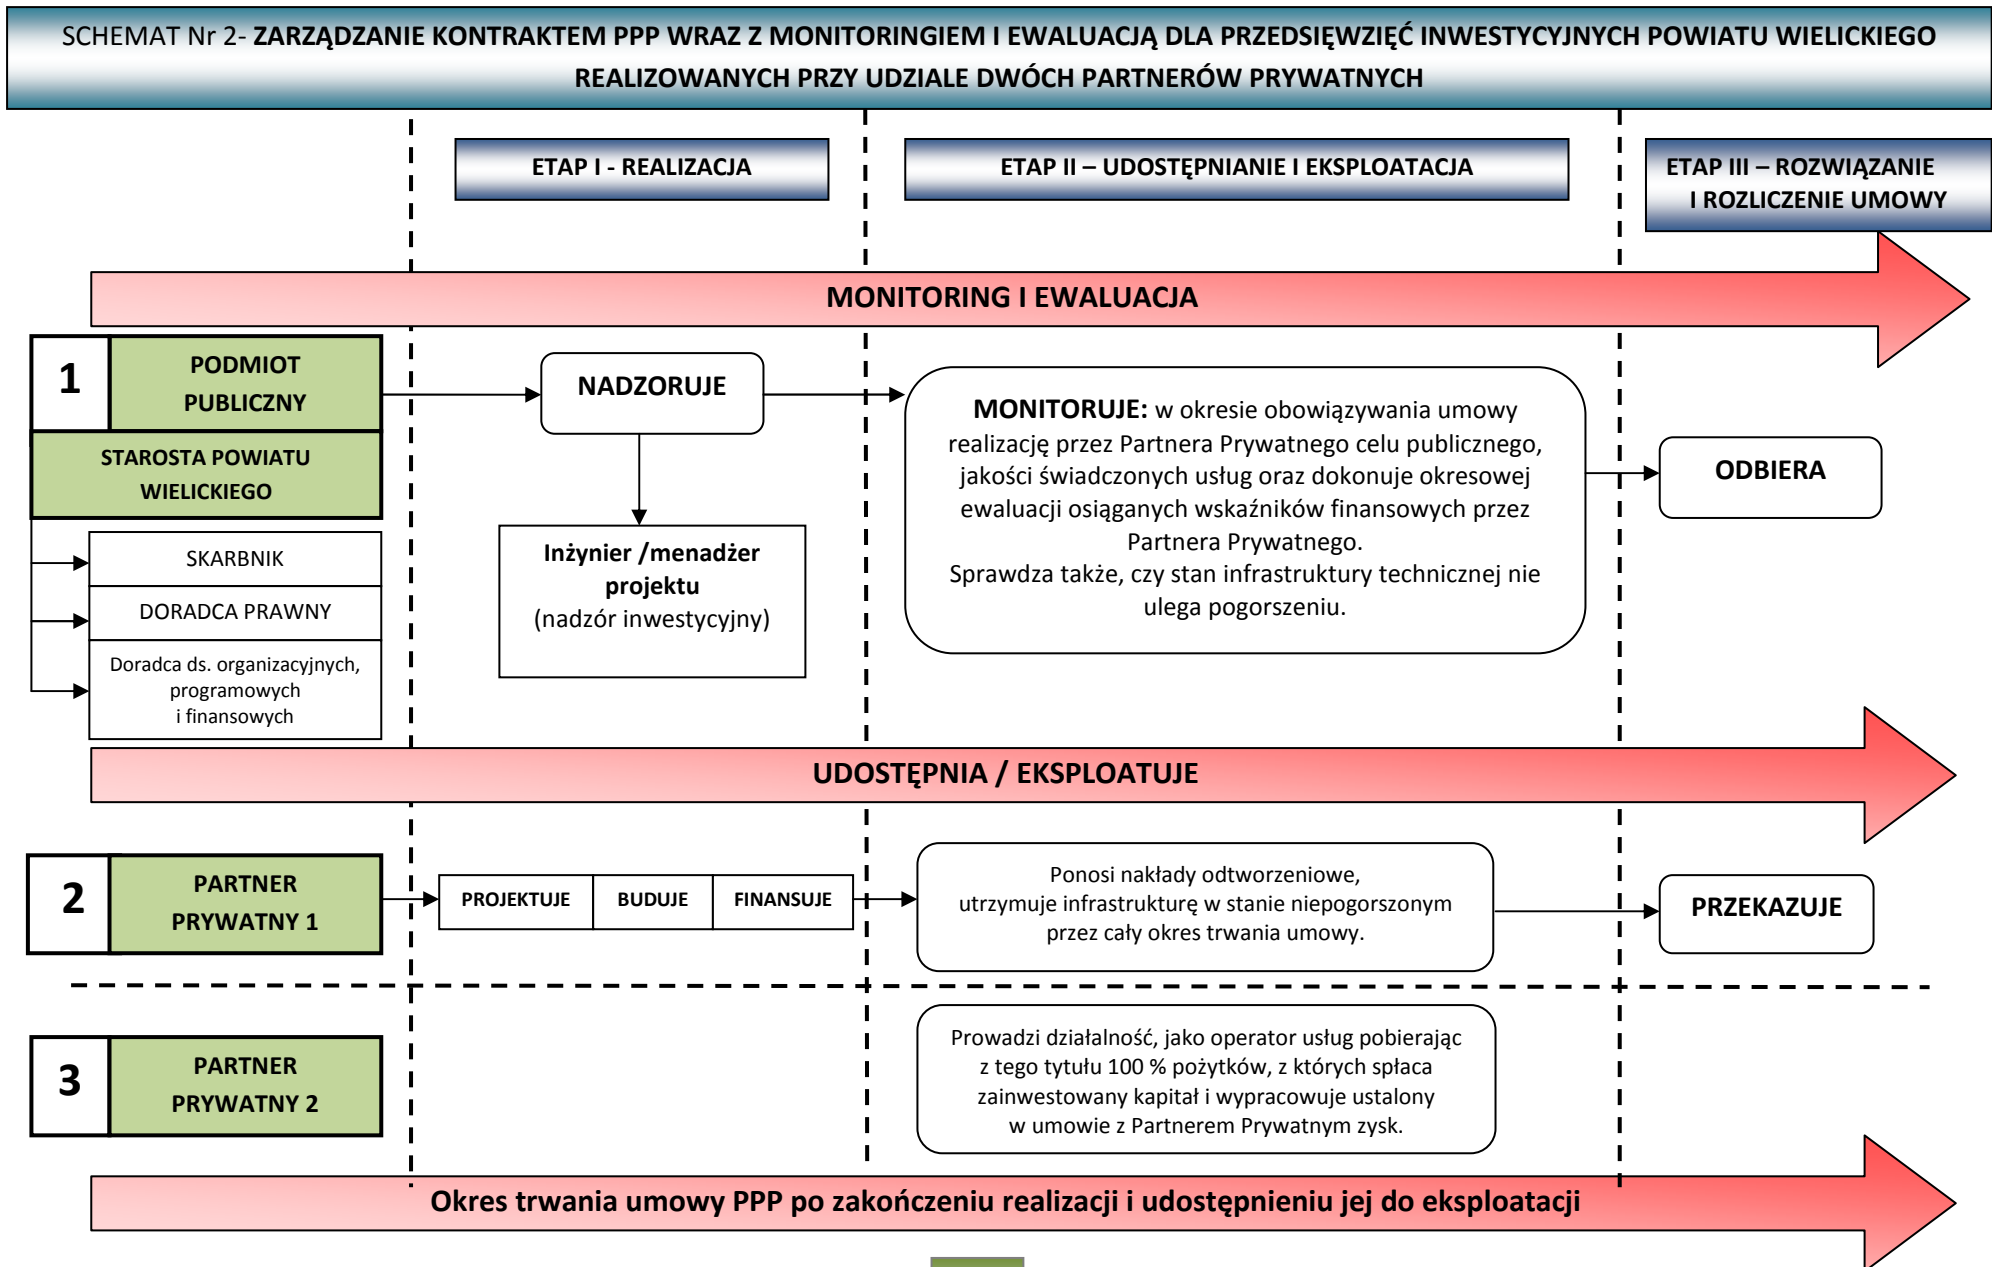 SCHEMAT Nr 2- ZARZĄDZANIE KONTRAKTEM PPP WRAZ Z MONITORINGIEM I EWALUACJĄ DLA PRZEDSIĘWZIĘĆ INWESTYCYJNYCH POWIATU WIELICKIEGO
REALIZOWANYCH PRZY UDZIALE DWÓCH PARTNERÓW PRYWATNYCH
ETAP I - REALIZACJA
ETAP II – UDOSTĘPNIANIE I EKSPLOATACJA
ETAP III – ROZWIĄZANIE
I ROZLICZENIE UMOWY
MONITORING I EWALUACJA
1
PODMIOT
PUBLICZNY
STAROSTA POWIATU
WIELICKIEGO
SKARBNIK
DORADCA PRAWNY
Doradca ds. organizacyjnych,
programowych
i finansowych
NADZORUJE
Inżynier /menadżer
projektu
(nadzór inwestycyjny)
MONITORUJE: w okresie obowiązywania umowy
realizację przez Partnera Prywatnego celu publicznego,
jakości świadczonych usług oraz dokonuje okresowej
ewaluacji osiąganych wskaźników finansowych przez
Partnera Prywatnego.
Sprawdza także, czy stan infrastruktury technicznej nie
ulega pogorszeniu.
ODBIERA
UDOSTĘPNIA / EKSPLOATUJE
2
PARTNER
PRYWATNY 1
PROJEKTUJE
BUDUJE
FINANSUJE
Ponosi nakłady odtworzeniowe,
utrzymuje infrastrukturę w stanie niepogorszonym
przez cały okres trwania umowy.
PRZEKAZUJE
3
PARTNER
PRYWATNY 2
Prowadzi działalność, jako operator usług pobierając
z tego tytułu 100 % pożytków, z których spłaca
zainwestowany kapitał i wypracowuje ustalony
w umowie z Partnerem Prywatnym zysk.
Okres trwania umowy PPP po zakończeniu realizacji i udostępnieniu jej do eksploatacji